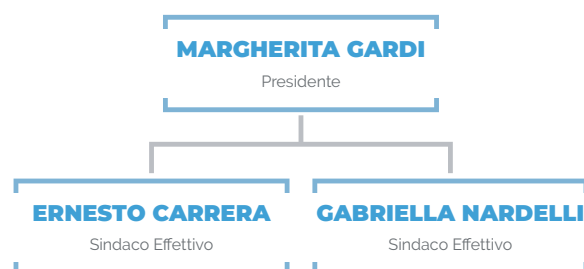 MARGHERITA GARDI
Presidente
ERNESTO CARRERA
Sindaco Effettivo
GABRIELLA NARDELLI
Sindaco Effettivo